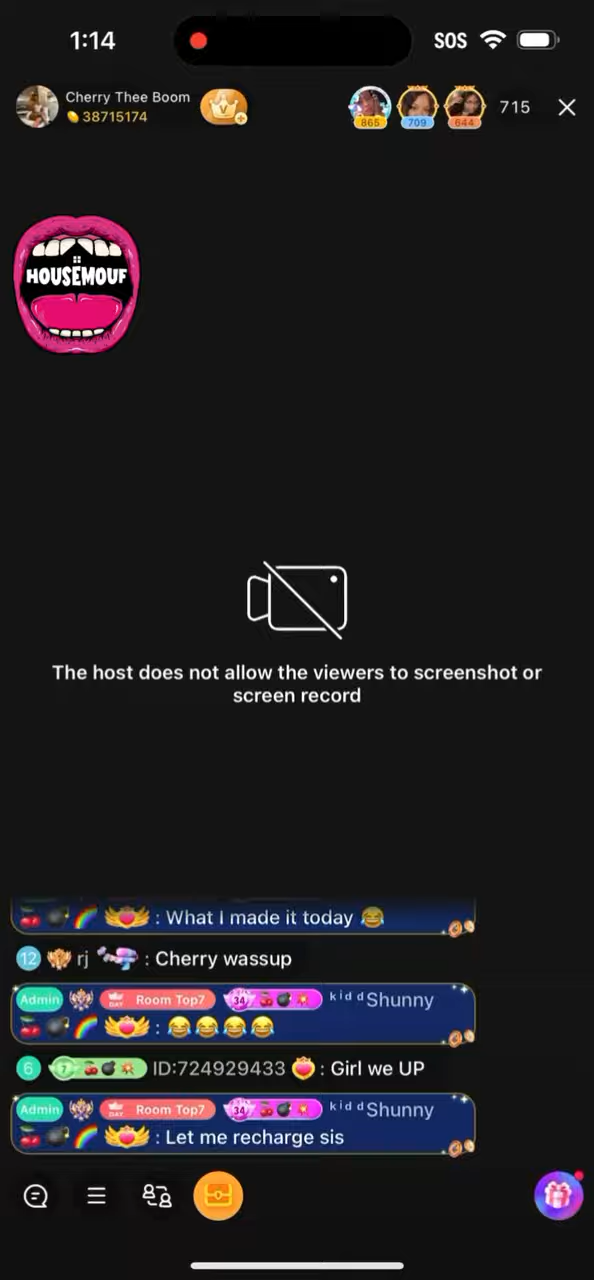 1:14
SOS
Cherry Thee Boom
38715174
865
709
644
715
HOUSEMOUF
The host does not allow the viewers to screenshot or
screen record
: What I made it today 😂
12 rj : Cherry wassup
Admin DAY Room Top7 34 🍒💣💥 ᵏⁱᵈᵈShunny
🍒💣🌈 : 😂😂😂😂
6 7 🍒💣💥 ID:724929433 : Girl we UP
Admin DAY Room Top7 34 🍒💣💥 ᵏⁱᵈᵈShunny
🍒💣🌈 : Let me recharge sis